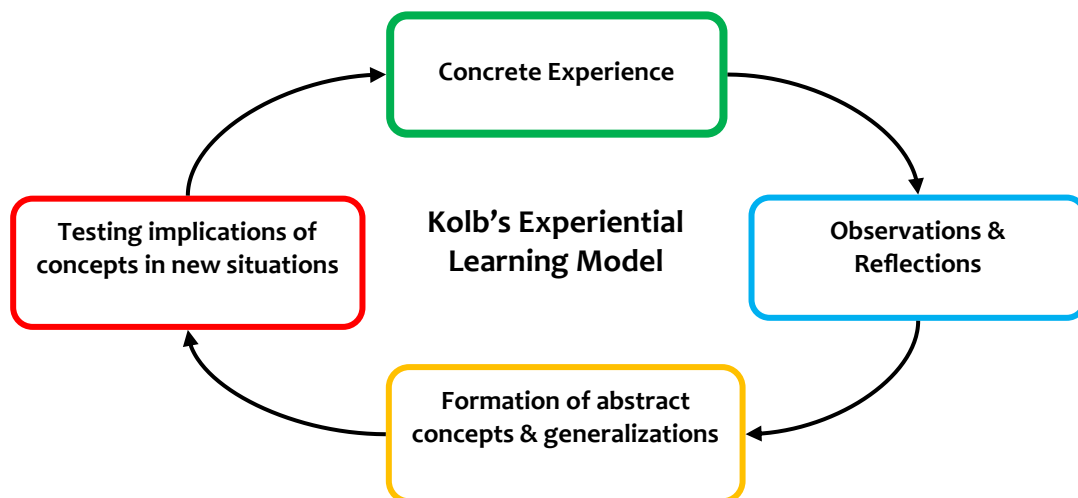 Concrete Experience
Testing implications of
concepts in new situations
Kolb’s Experiential
Learning Model
Observations &
Reflections
Formation of abstract
concepts & generalizations